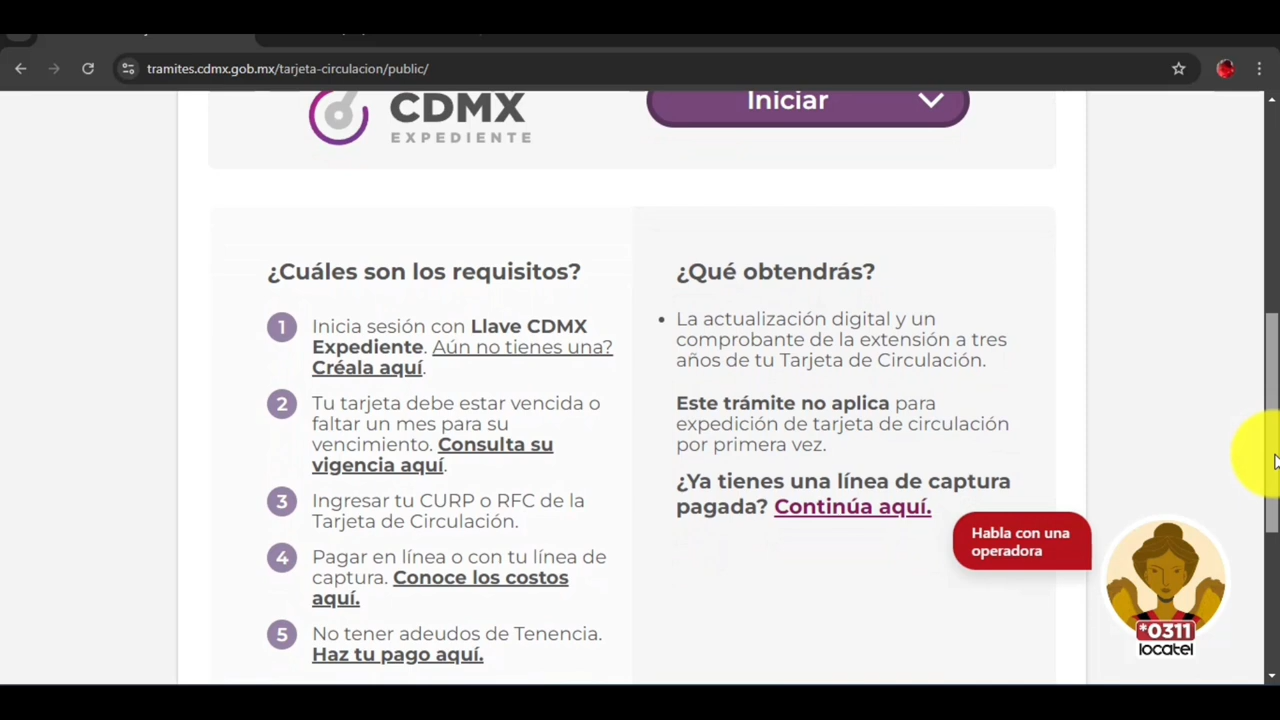 tramites.cdmx.gob.mx/tarjeta-circulacion/public/
CDMX
EXPEDIENTE
Iniciar
¿Cuáles son los requisitos?
1
Inicia sesión con Llave CDMX
Expediente. Aún no tienes una?
Créala aquí.
2
Tu tarjeta debe estar vencida o
faltar un mes para su
vencimiento. Consulta su
vigencia aquí.
3
Ingresar tu CURP o RFC de la
Tarjeta de Circulación.
4
Pagar en línea o con tu línea de
captura. Conoce los costos
aquí.
5
No tener adeudos de Tenencia.
Haz tu pago aquí.
¿Qué obtendrás?
• La actualización digital y un
comprobante de la extensión a tres
años de tu Tarjeta de Circulación.
Este trámite no aplica para
expedición de tarjeta de circulación
por primera vez.
¿Ya tienes una línea de captura
pagada? Continúa aquí.
Habla con una
operadora
*0311
locatel